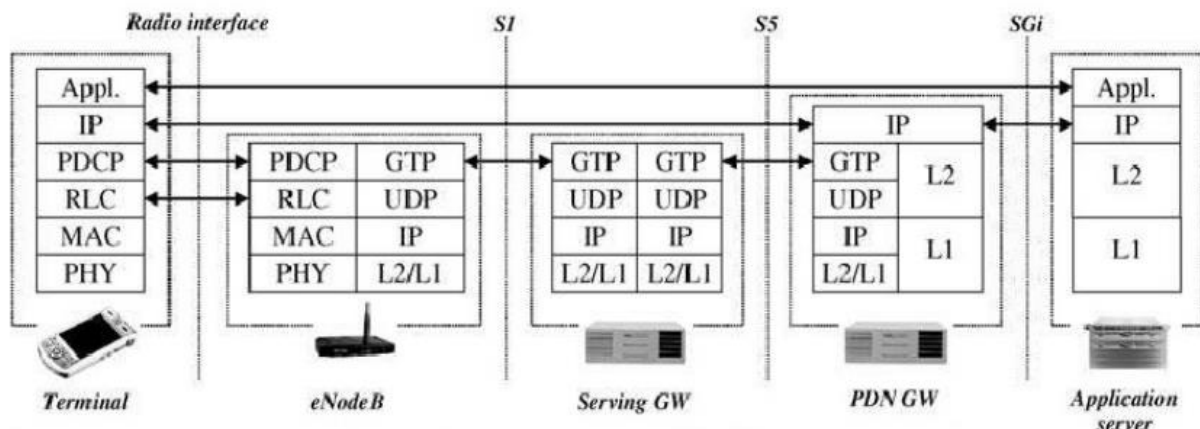 Radio interface S1 S5 SGi
Appl. Appl.
IP IP IP
PDCP PDCP GTP GTP GTP GTP L2 L2
RLC RLC UDP UDP UDP UDP
MAC MAC IP IP IP IP L1 L1
PHY PHY L2/L1 L2/L1 L2/L1 L2/L1
Terminal eNodeB Serving GW PDN GW Application
server